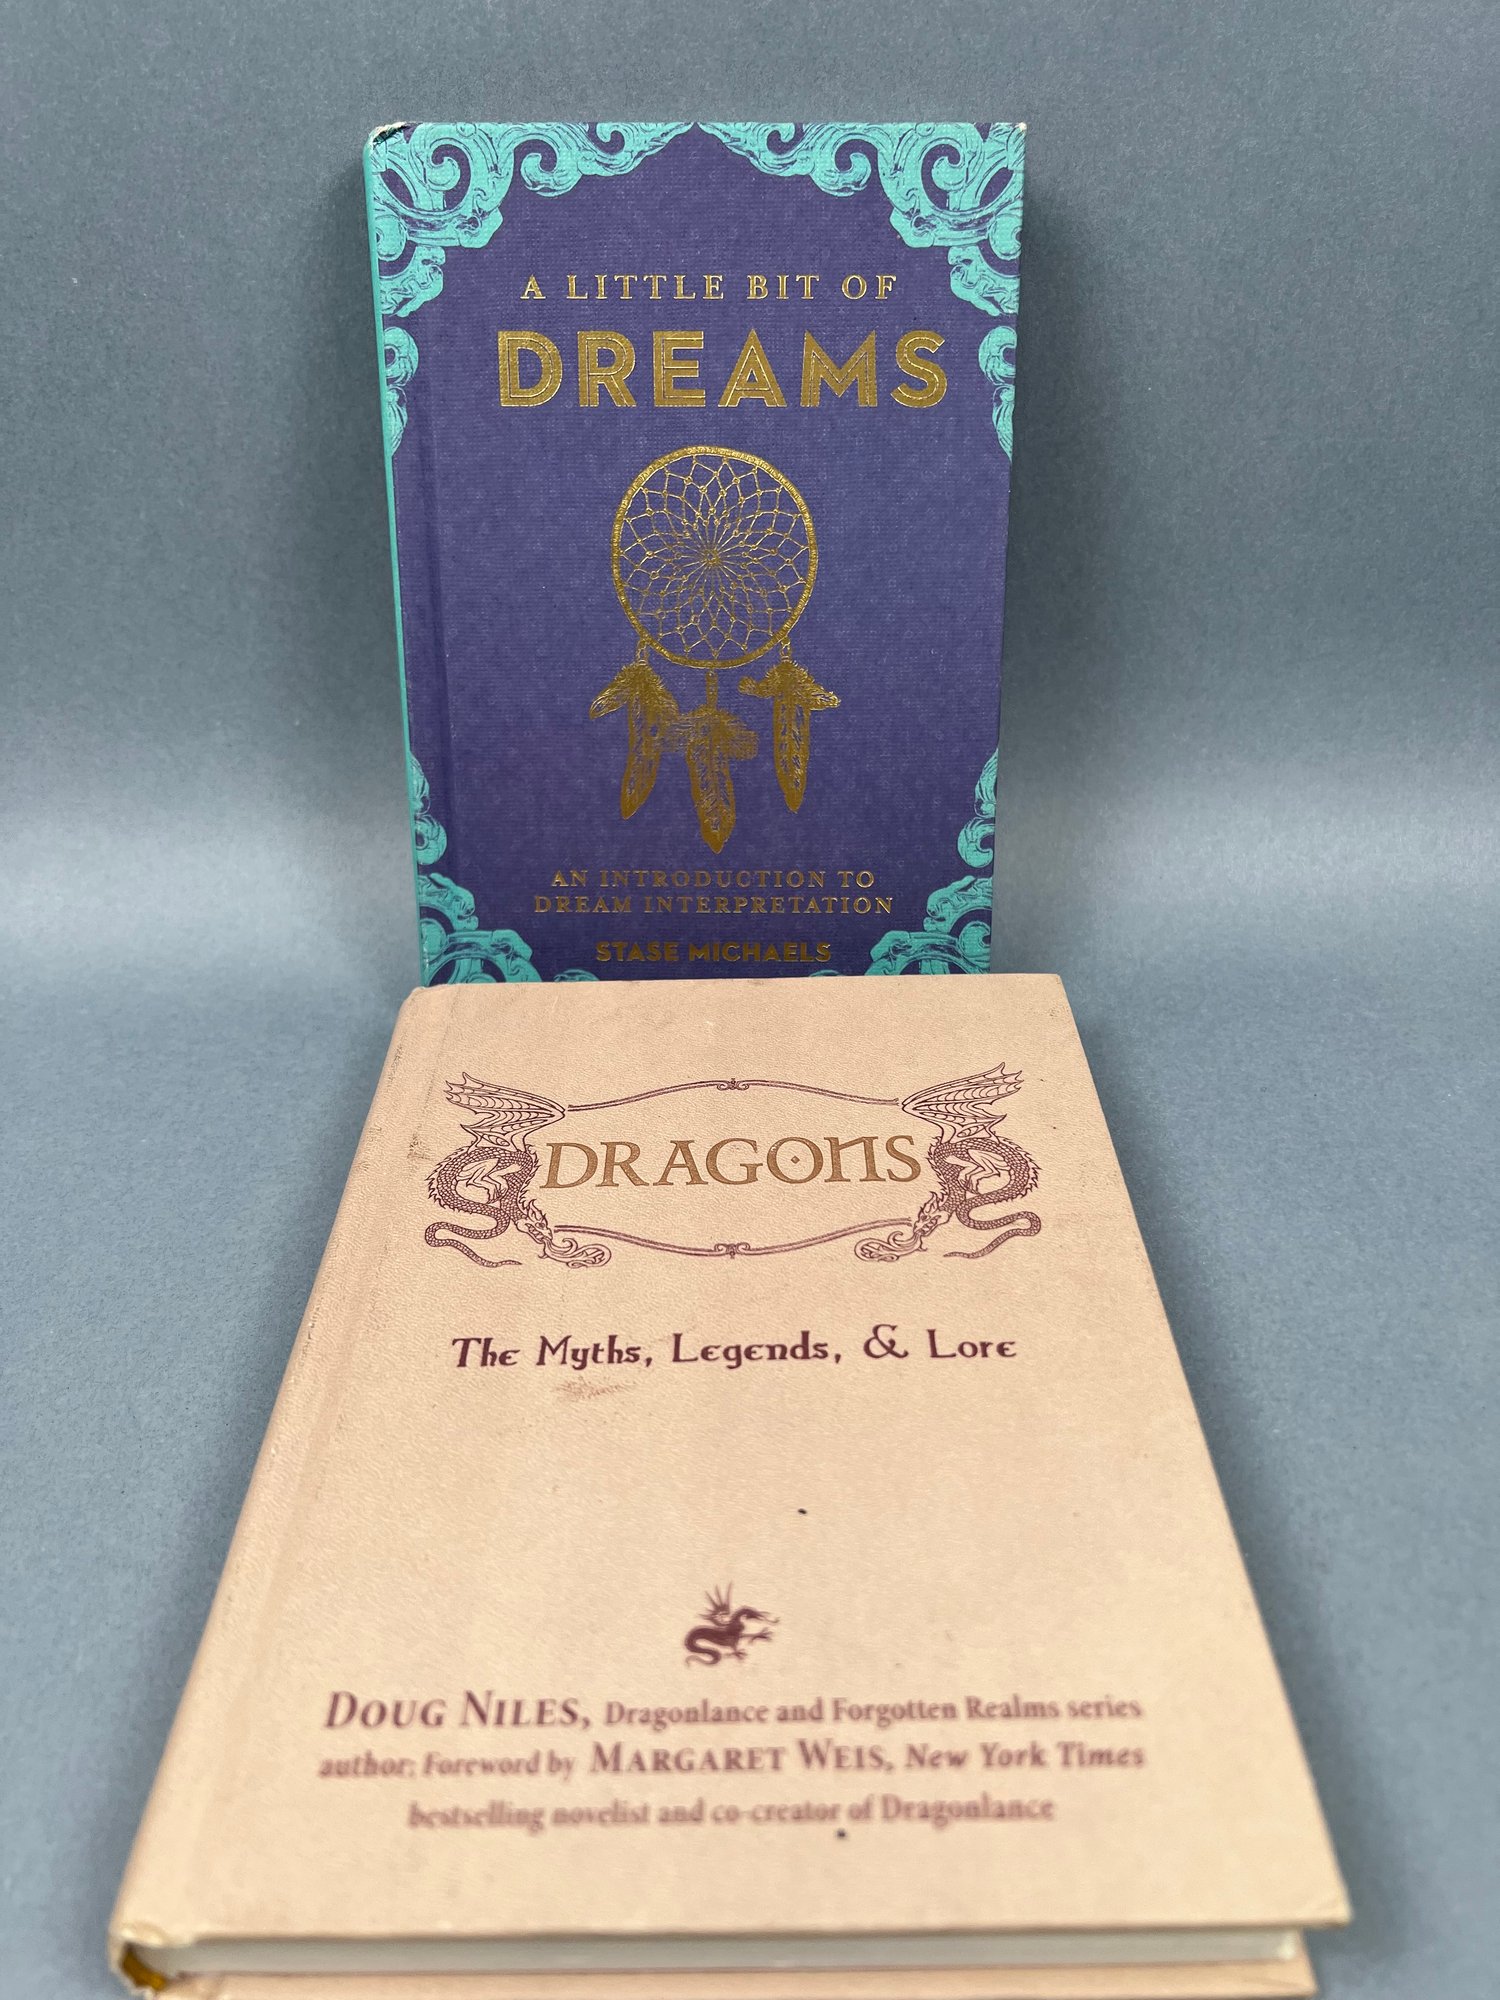 A LITTLE BIT OF
DREAMS
AN INTRODUCTION TO
DREAM INTERPRETATION
STASE MICHAELS
DRAGONS
The Myths, Legends, & Lore
DOUG NILES, Dragonlance and Forgotten Realms series
author; Foreword by MARGARET WEIS, New York Times
bestselling novelist and co-creator of Dragonlance